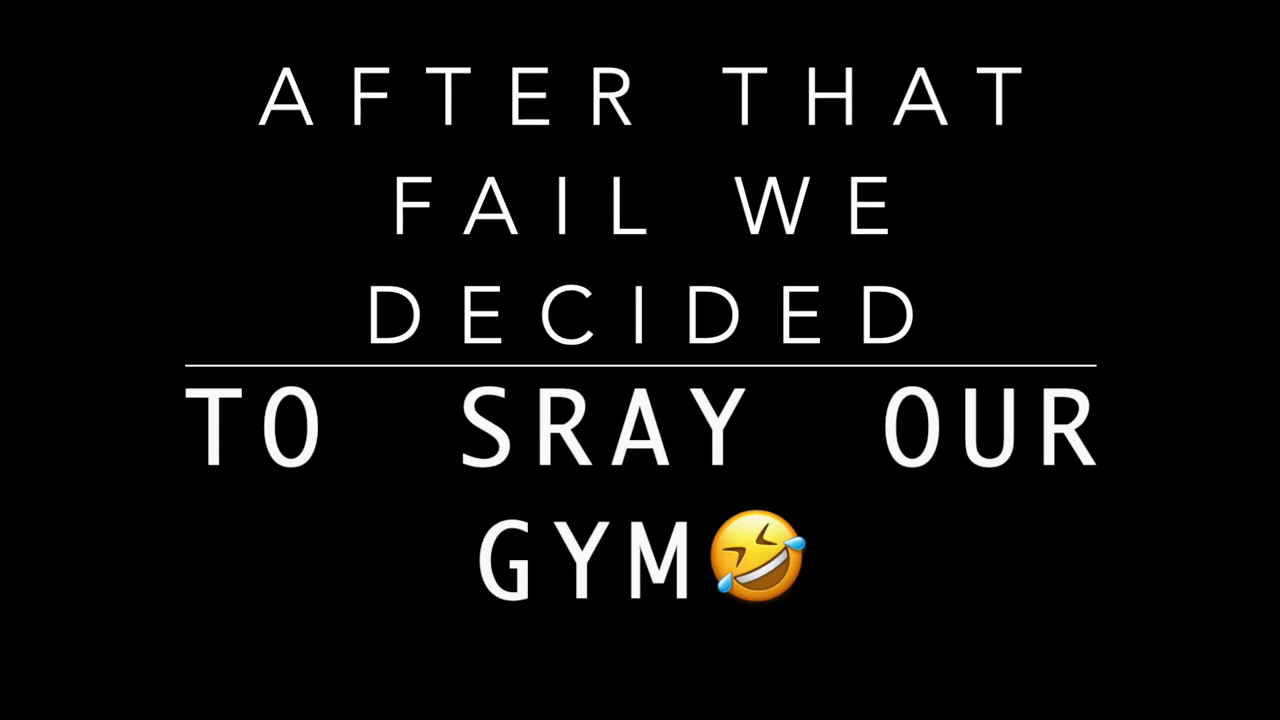 AFTER THAT
FAIL WE
DECIDED
TO SRAY OUR
GYM🤣